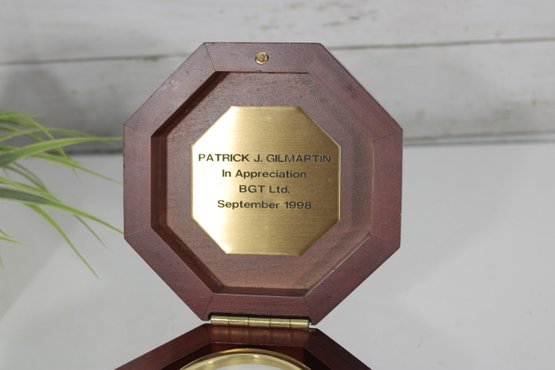 PATRICK J. GILMARTIN
In Appreciation
BGT Ltd.
September 1998